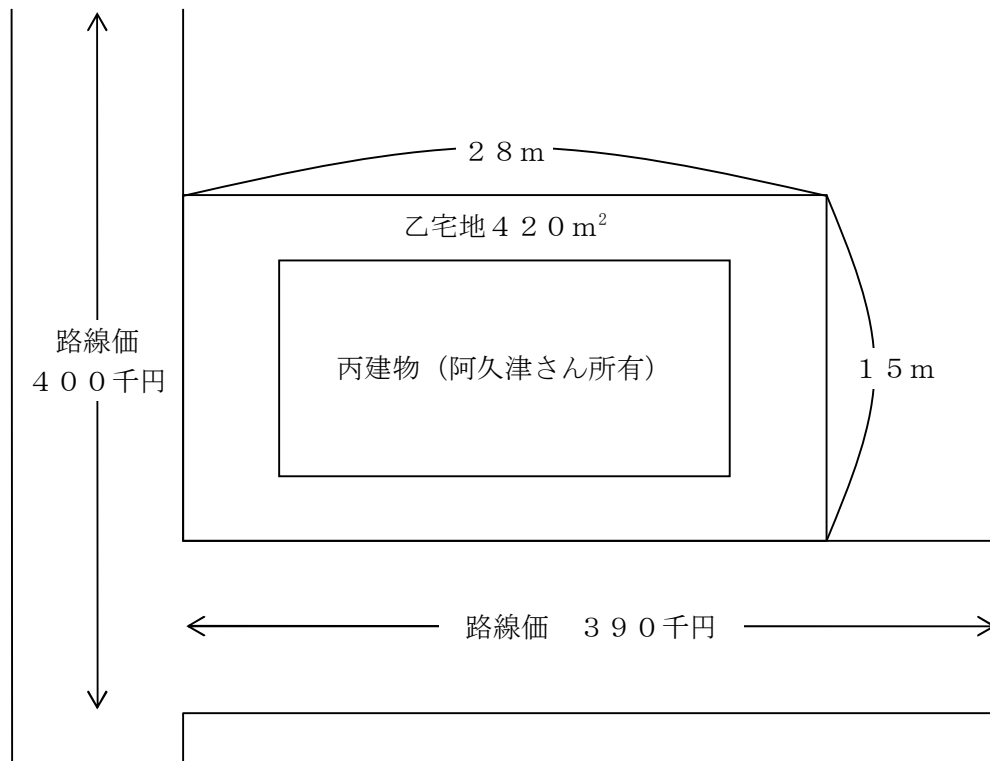 ２８ｍ
乙宅地４２０ｍ²
路線価
４００千円
丙建物（阿久津さん所有）
１５ｍ
路線価　３９０千円